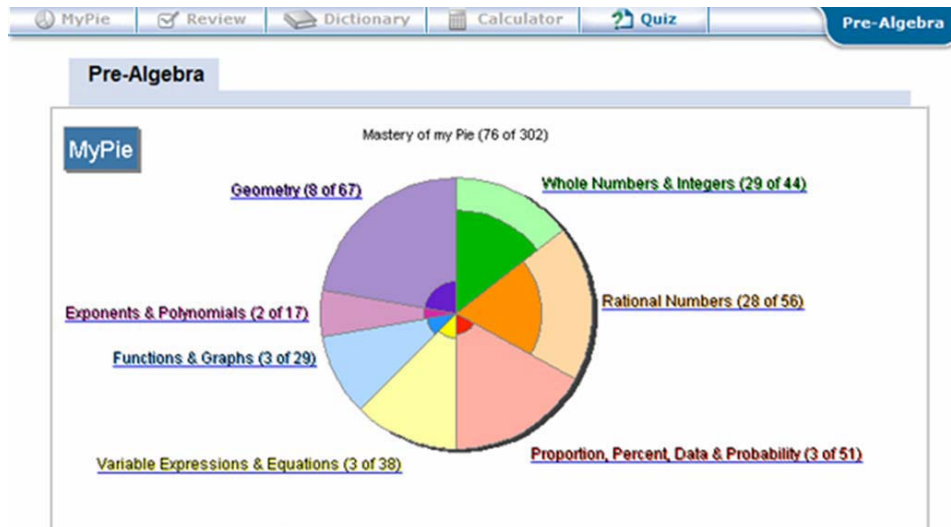 MyPie Review Dictionary Calculator Quiz Pre-Algebra
Pre-Algebra
MyPie
Mastery of my Pie (76 of 302)
Geometry (8 of 67)
Whole Numbers & Integers (29 of 44)
Exponents & Polynomials (2 of 17)
Rational Numbers (28 of 56)
Functions & Graphs (3 of 29)
Variable Expressions & Equations (3 of 38)
Proportion, Percent, Data & Probability (3 of 51)